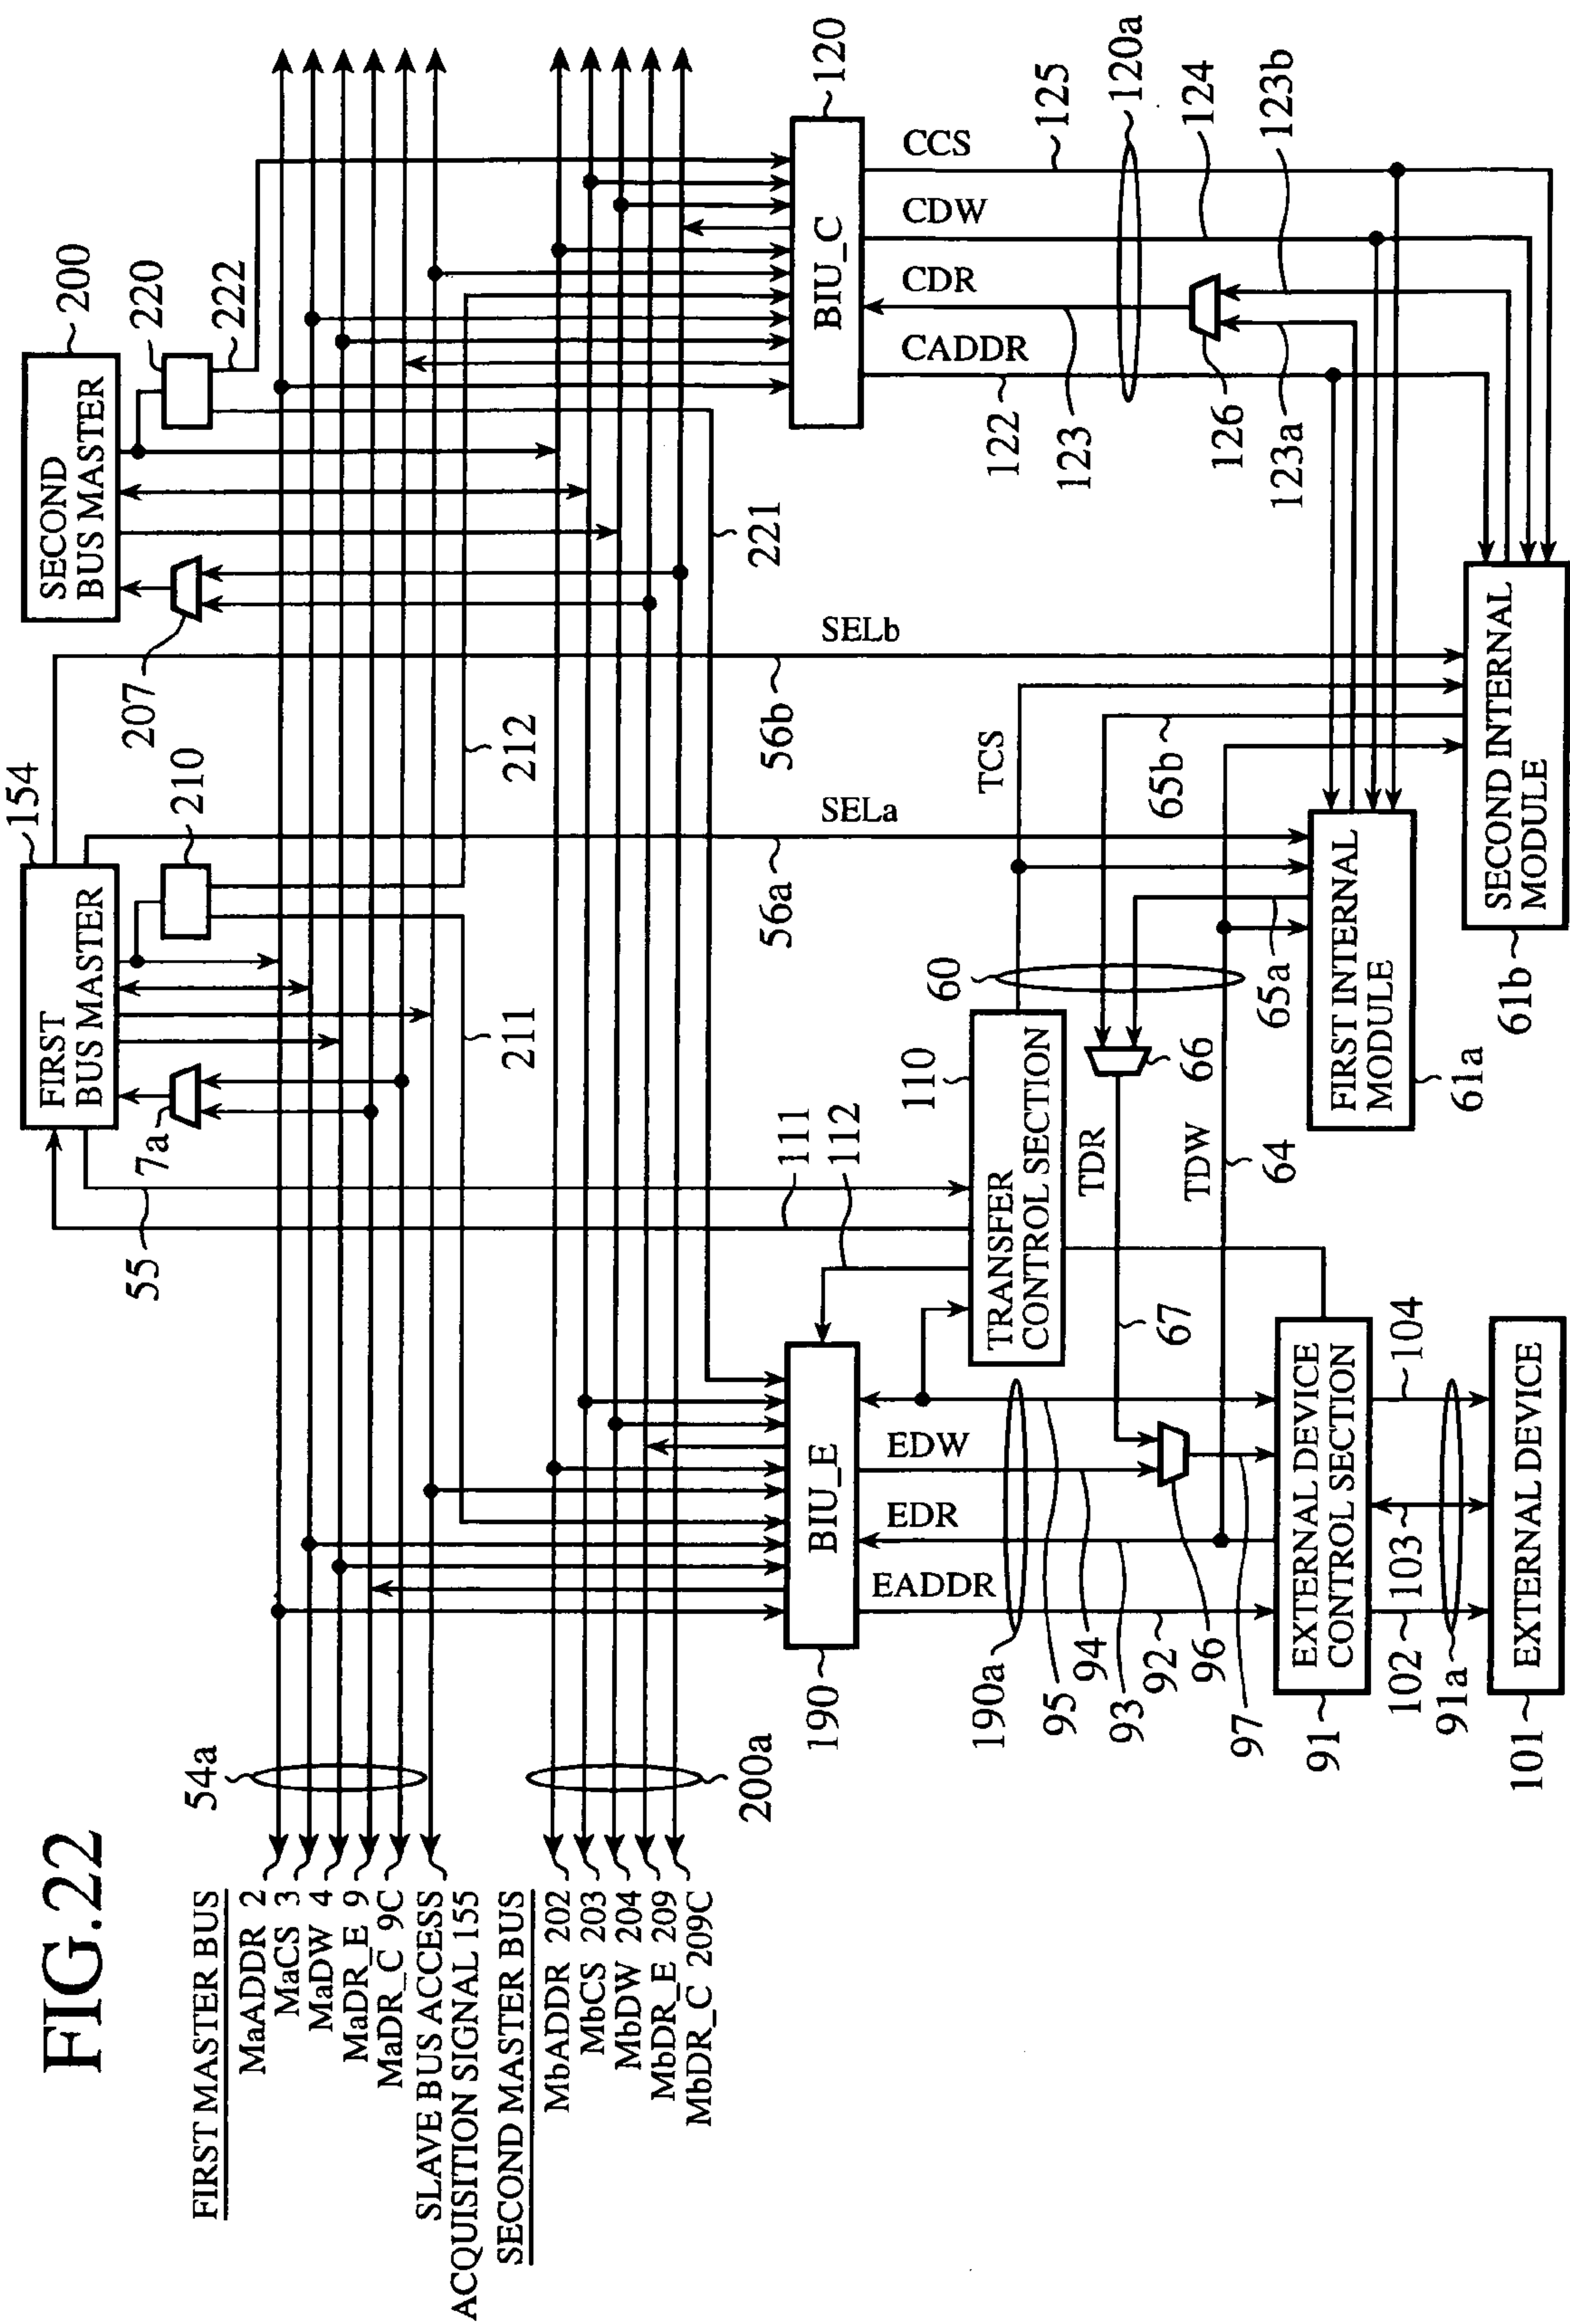 FIG.22
FIRST MASTER BUS
MaADDR 2
MaCS 3
MaDW 4
MaDR_E 9
MaDR_C 9C
SLAVE BUS ACCESS
ACQUISITION SIGNAL 155
SECOND MASTER BUS
MbADDR 202
MbCS 203
MbDW 204
MbDR_E 209
MbDR_C 209C
54a
200a
FIRST
BUS MASTER
154
55
7a
210
211
212
SECOND
BUS MASTER
200
207
220
222
221
111
112
SELa
56a
SELb
56b
BIU_E
190
EDW
EDR
EADDR
190a
95
94
93
92
96
97
TRANSFER
CONTROL SECTION
110
60
TCS
TDR
TDW
66
67
64
65a
65b
BIU_C
120
CCS
CDW
CDR
CADDR
125
120a
124
123b
122
123
126
123a
EXTERNAL DEVICE
CONTROL SECTION
91
102
103
104
91a
EXTERNAL DEVICE
101
FIRST INTERNAL
MODULE
61a
SECOND INTERNAL
MODULE
61b